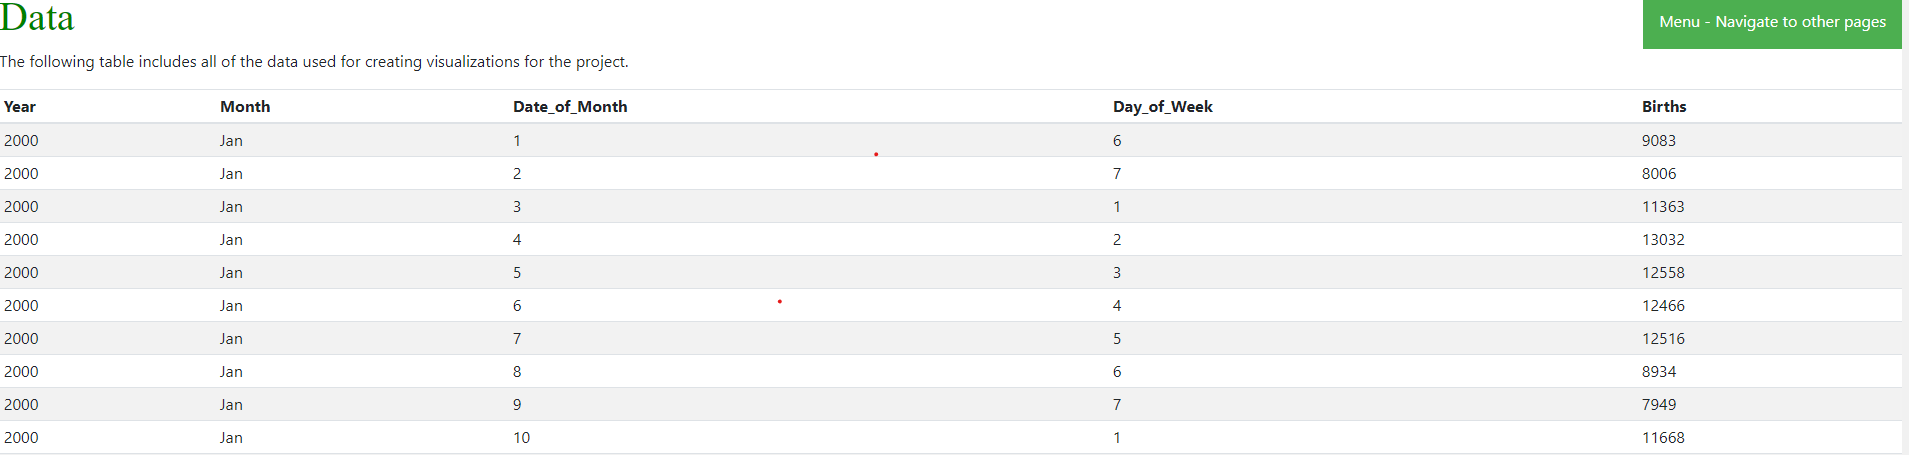 Data
Menu - Navigate to other pages
The following table includes all of the data used for creating visualizations for the project.
Year Month Date_of_Month Day_of_Week Births
2000 Jan 1 6 9083
2000 Jan 2 7 8006
2000 Jan 3 1 11363
2000 Jan 4 2 13032
2000 Jan 5 3 12558
2000 Jan 6 4 12466
2000 Jan 7 5 12516
2000 Jan 8 6 8934
2000 Jan 9 7 7949
2000 Jan 10 1 11668